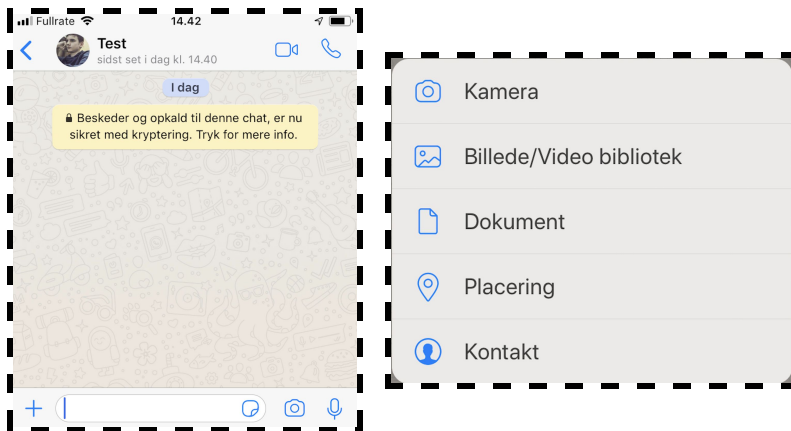 Fullrate 14.42
Test
sidst set i dag kl. 14.40
I dag
Beskeder og opkald til denne chat, er nu
sikret med kryptering. Tryk for mere info.
Kamera
Billede/Video bibliotek
Dokument
Placering
Kontakt